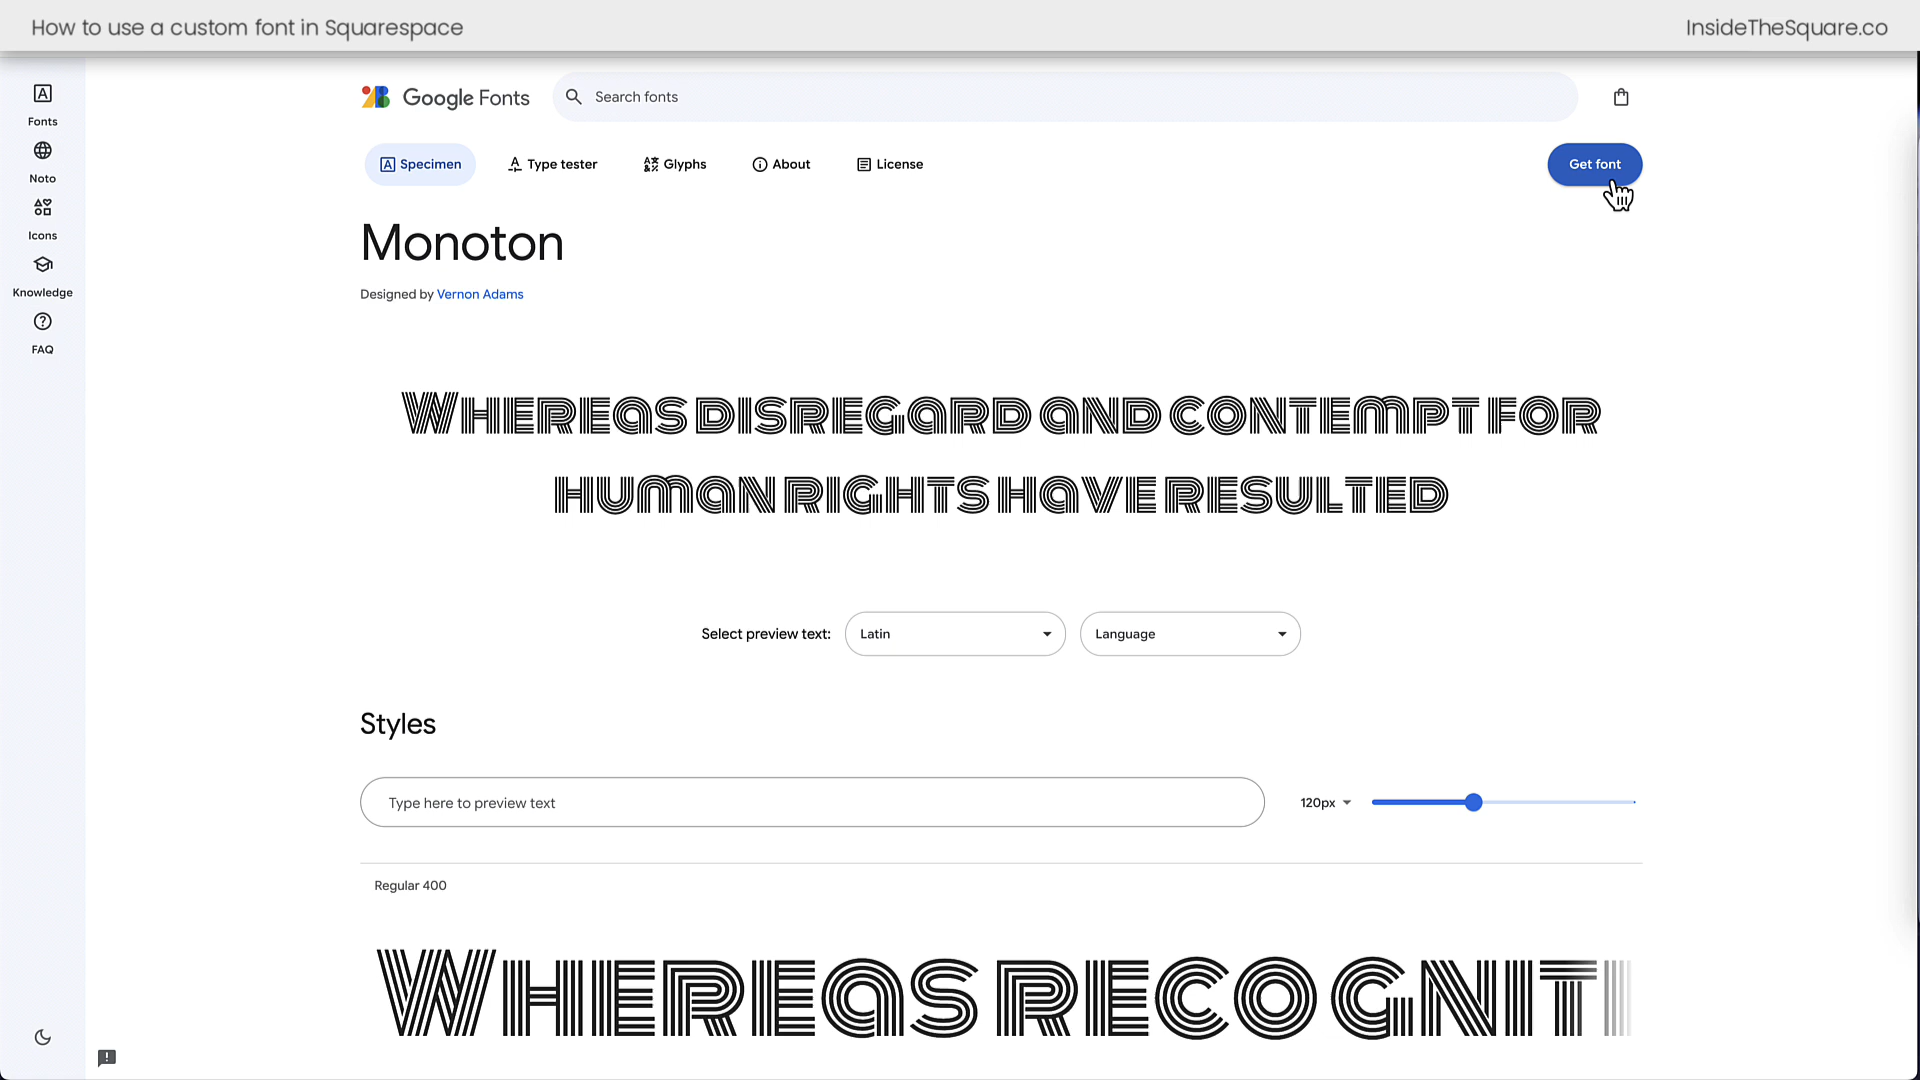 How to use a custom font in Squarespace
InsideTheSquare.co
Fonts
Noto
Icons
Knowledge
FAQ
Google Fonts
Search fonts
Specimen
Type tester
Glyphs
About
License
Get font
Monoton
Designed by Vernon Adams
Whereas disregard and contempt for
human rights have resulted
Select preview text:
Latin
Language
Styles
Type here to preview text
120px
Regular 400
Whereas recognit